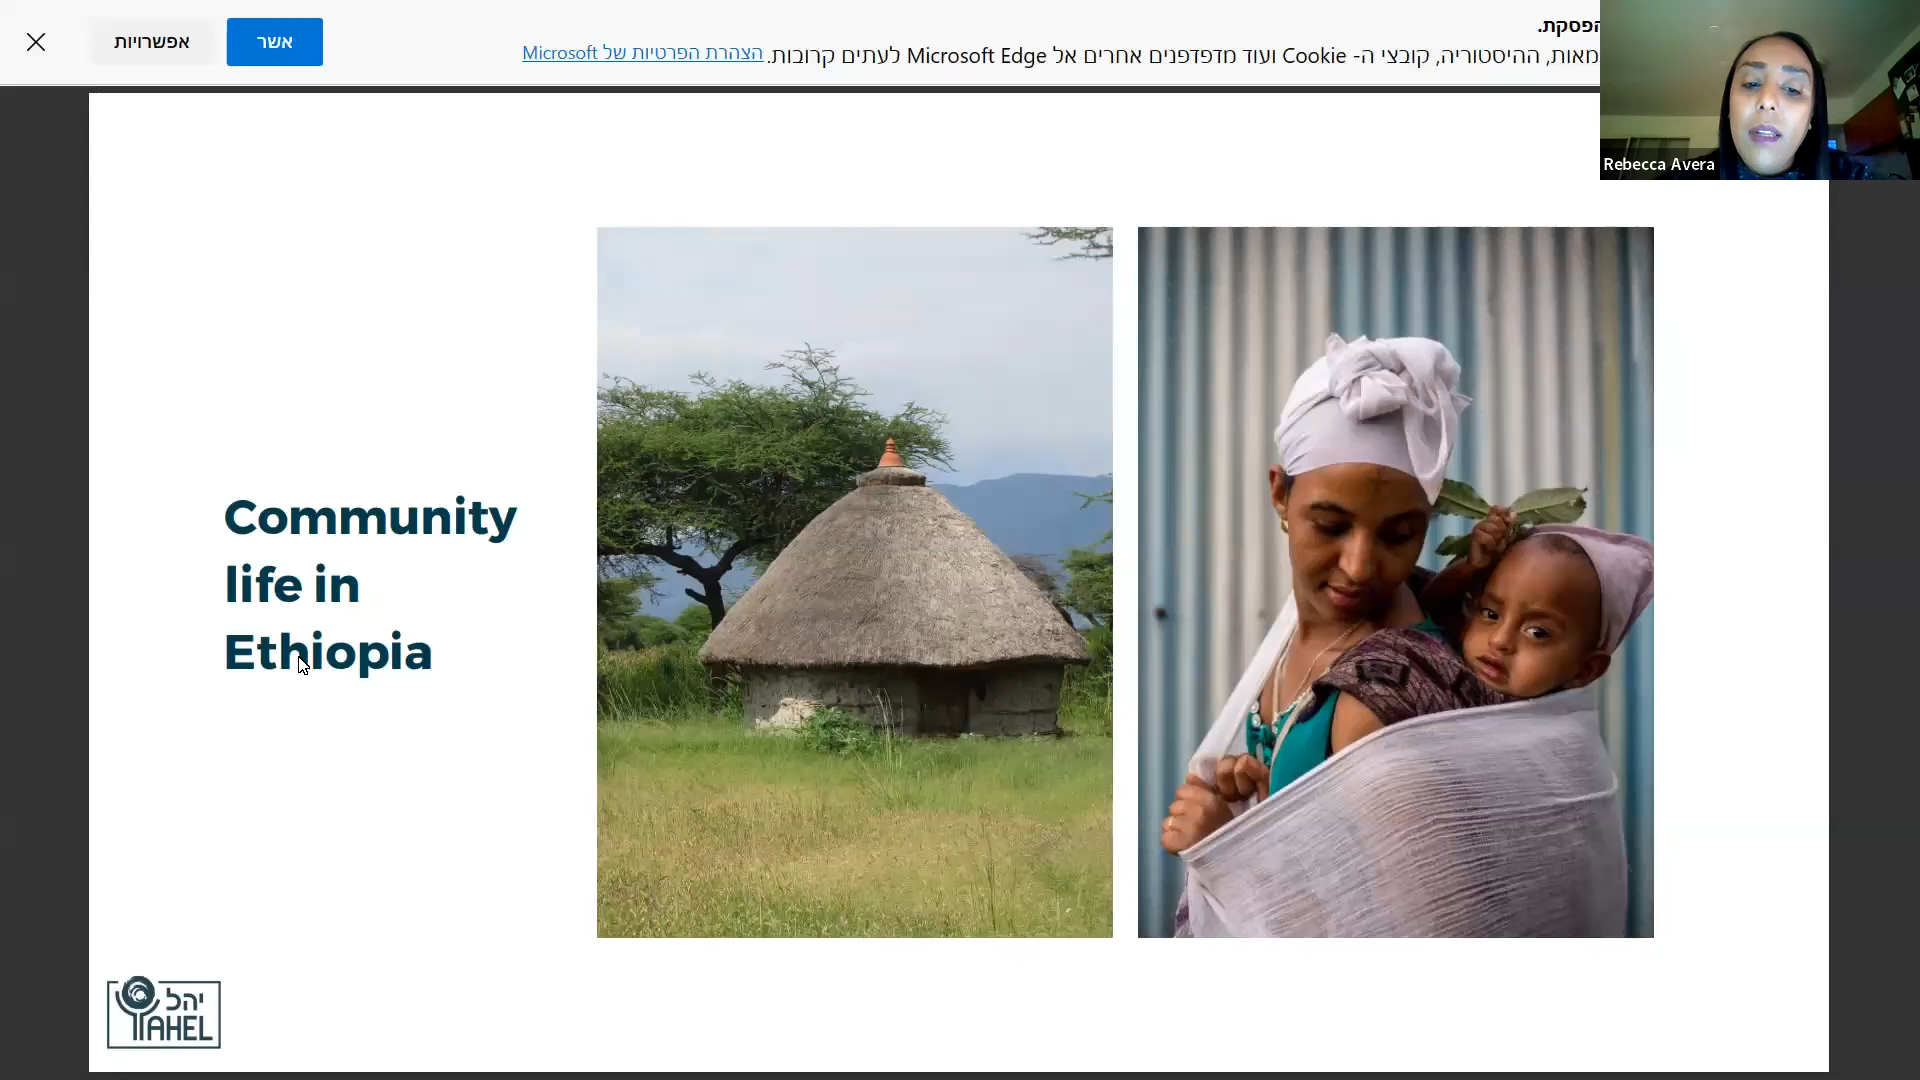 הפסקת.
מאות, ההיסטוריה, קובצי ה- Cookie ועוד מדפדפנים אחרים אל Microsoft Edge לעתים קרובות. הצהרת הפרטיות של Microsoft
אשר
אפשרויות
Rebecca Avera
Community
life in
Ethiopia
יהל
YAHEL